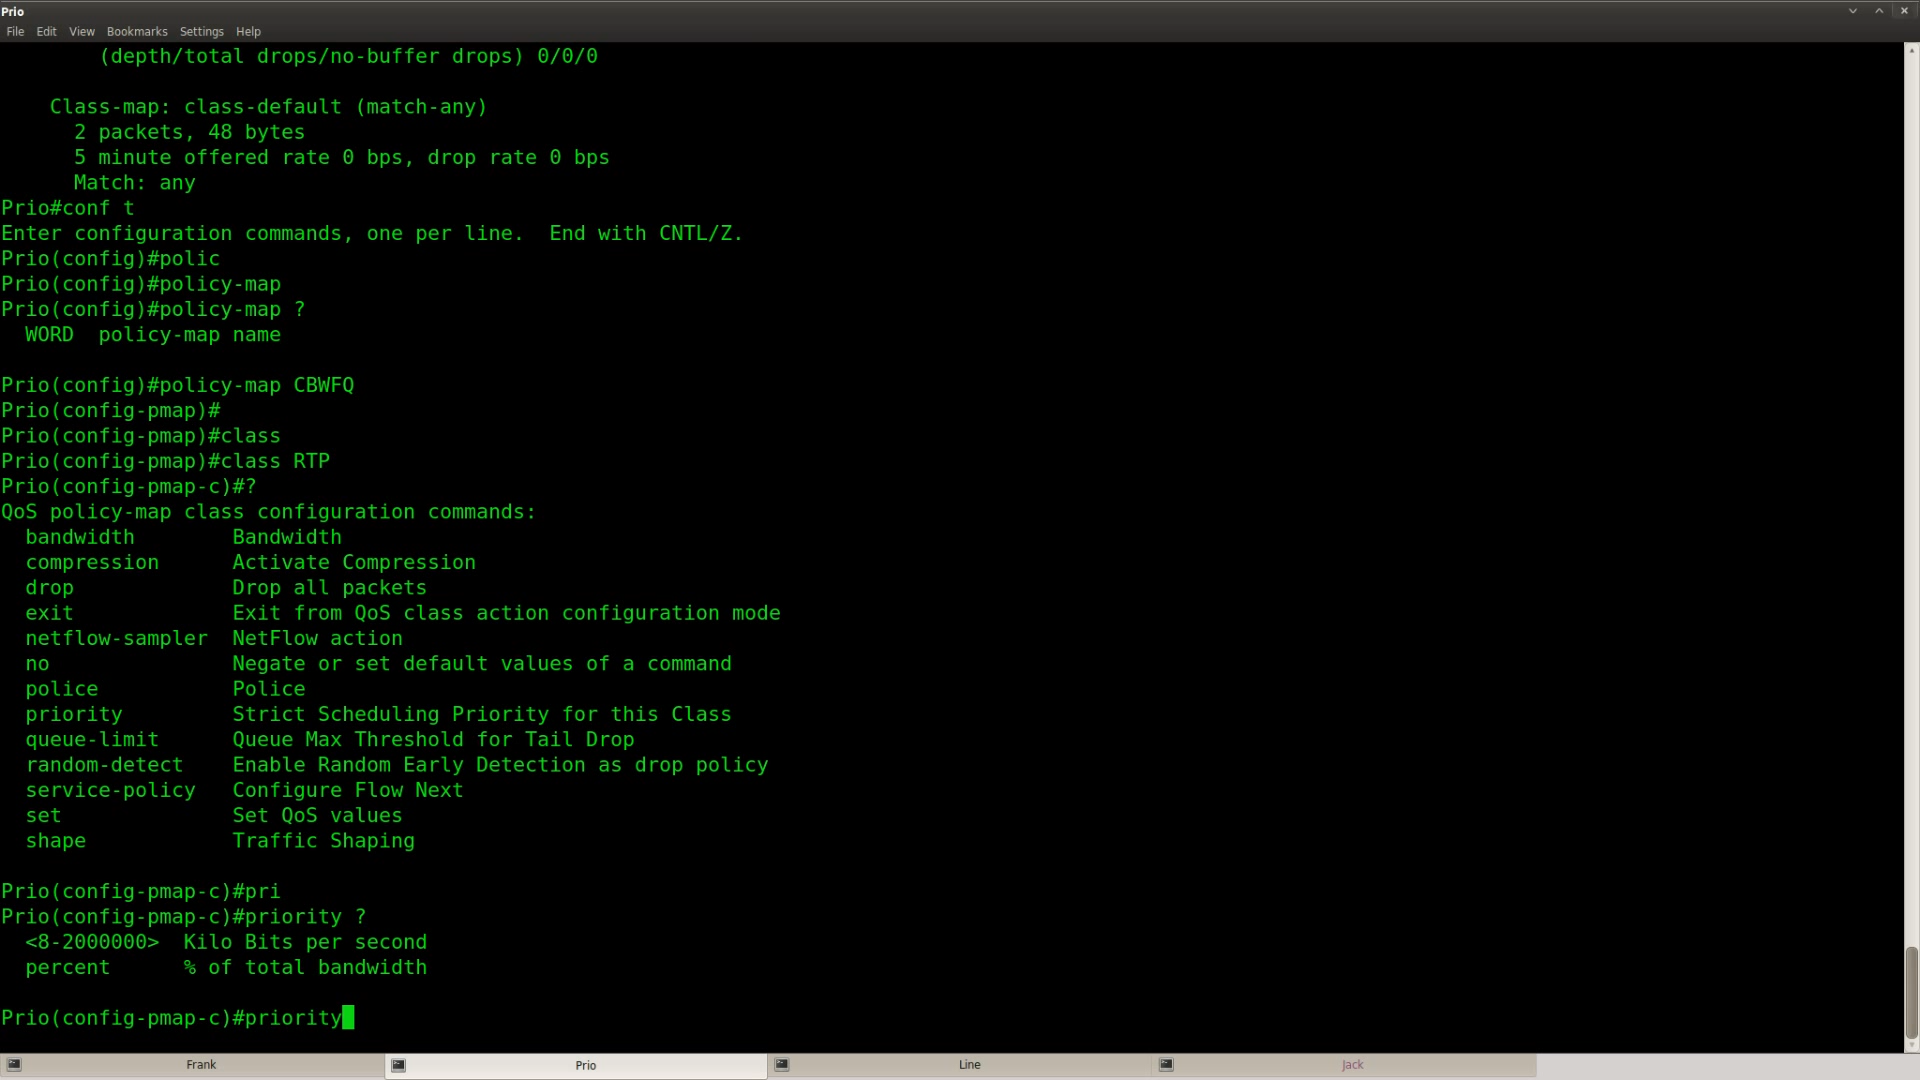 Prio
File Edit View Bookmarks Settings Help
(depth/total drops/no-buffer drops) 0/0/0
Class-map: class-default (match-any)
2 packets, 48 bytes
5 minute offered rate 0 bps, drop rate 0 bps
Match: any
Prio#conf t
Enter configuration commands, one per line.  End with CNTL/Z.
Prio(config)#polic
Prio(config)#policy-map
Prio(config)#policy-map ?
WORD  policy-map name
Prio(config)#policy-map CBWFQ
Prio(config-pmap)#
Prio(config-pmap)#class
Prio(config-pmap)#class RTP
Prio(config-pmap-c)#?
QoS policy-map class configuration commands:
bandwidth        Bandwidth
compression      Activate Compression
drop             Drop all packets
exit             Exit from QoS class action configuration mode
netflow-sampler  NetFlow action
no               Negate or set default values of a command
police           Police
priority         Strict Scheduling Priority for this Class
queue-limit      Queue Max Threshold for Tail Drop
random-detect    Enable Random Early Detection as drop policy
service-policy   Configure Flow Next
set              Set QoS values
shape            Traffic Shaping
Prio(config-pmap-c)#pri
Prio(config-pmap-c)#priority ?
<8-2000000>  Kilo Bits per second
percent      % of total bandwidth
Prio(config-pmap-c)#priority
Frank Prio Line Jack